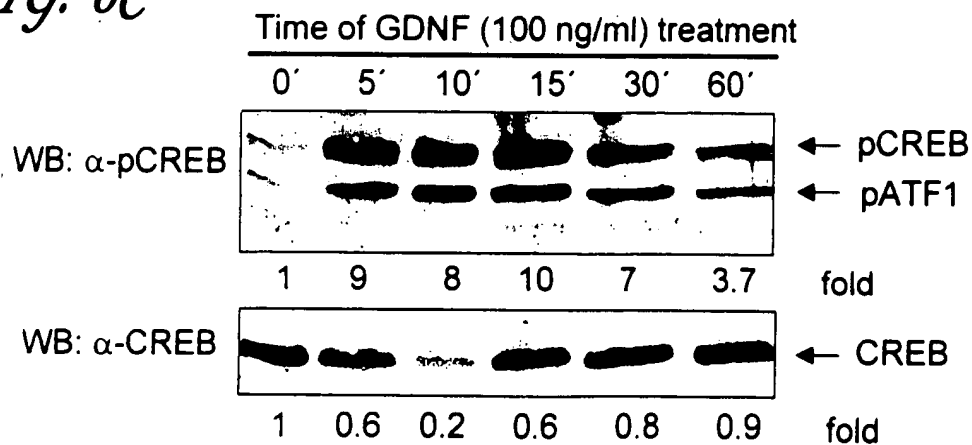 Fig. 6C
Time of GDNF (100 ng/ml) treatment
0′ 5′ 10′ 15′ 30′ 60′
WB: α-pCREB
← pCREB
← pATF1
1 9 8 10 7 3.7 fold
WB: α-CREB
← CREB
1 0.6 0.2 0.6 0.8 0.9 fold